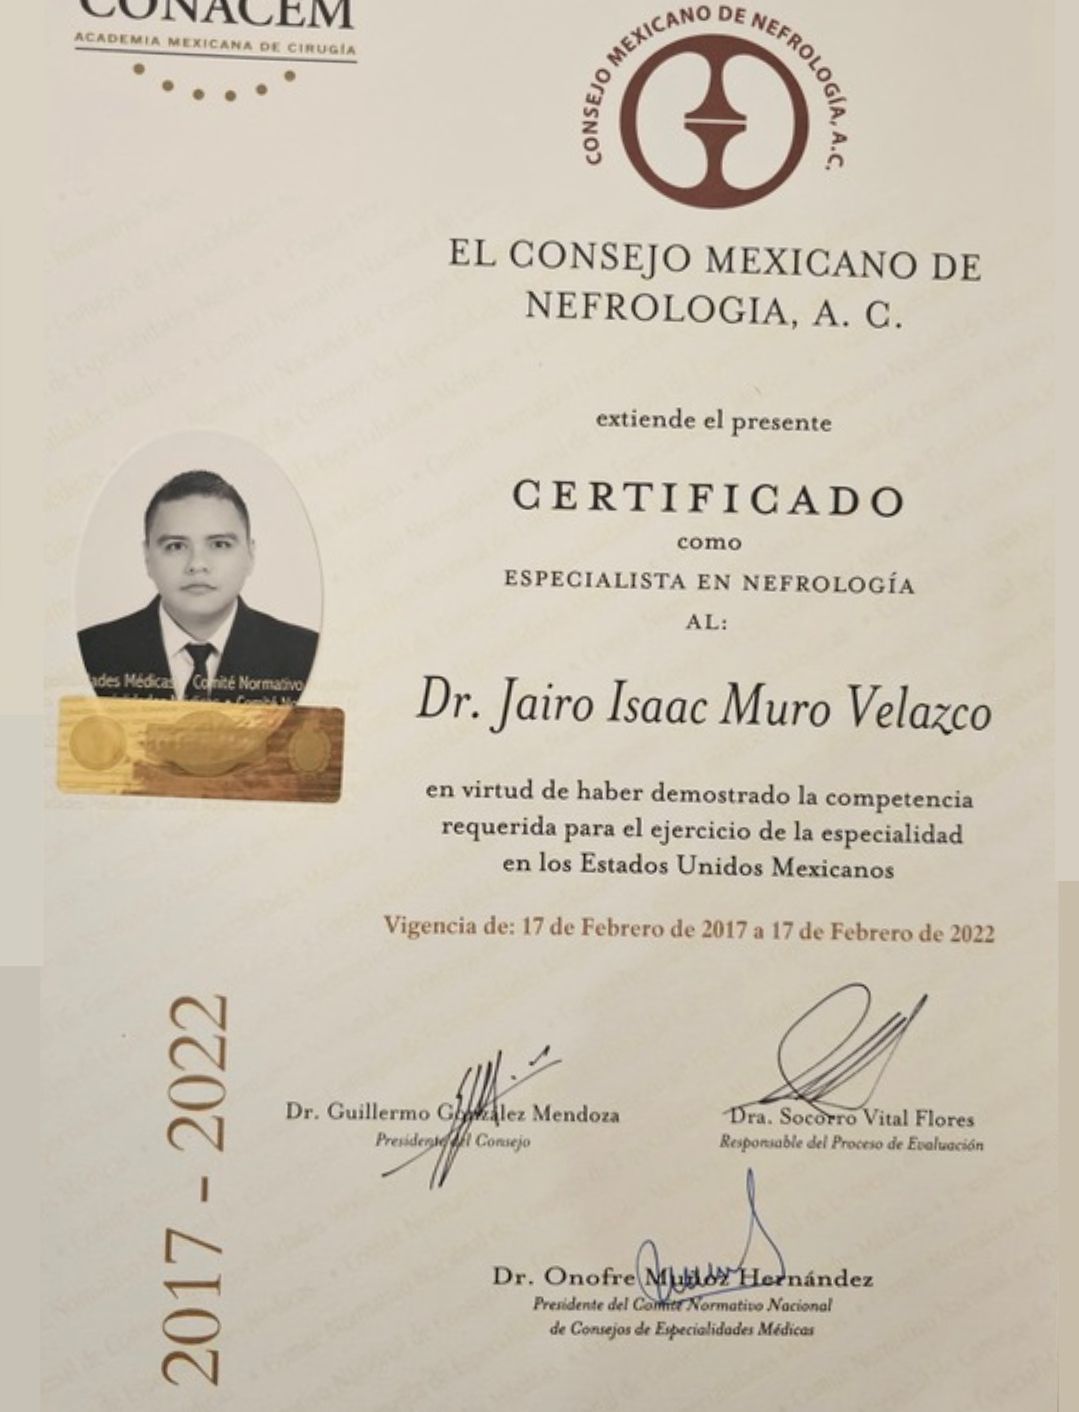 CONACEM
ACADEMIA MEXICANA DE CIRUGÍA
CONSEJO MEXICANO DE NEFROLOGÍA, A.C.
EL CONSEJO MEXICANO DE
NEFROLOGIA, A. C.
extiende el presente
CERTIFICADO
como
ESPECIALISTA EN NEFROLOGÍA
AL:
ades Médicas Comité Normativo
Dr. Jairo Isaac Muro Velazco
en virtud de haber demostrado la competencia
requerida para el ejercicio de la especialidad
en los Estados Unidos Mexicanos
Vigencia de: 17 de Febrero de 2017 a 17 de Febrero de 2022
2017 - 2022
Dr. Guillermo González Mendoza
Presidente del Consejo
Dra. Socorro Vital Flores
Responsable del Proceso de Evaluación
Dr. Onofre Muñoz Hernández
Presidente del Comité Normativo Nacional
de Consejos de Especialidades Médicas